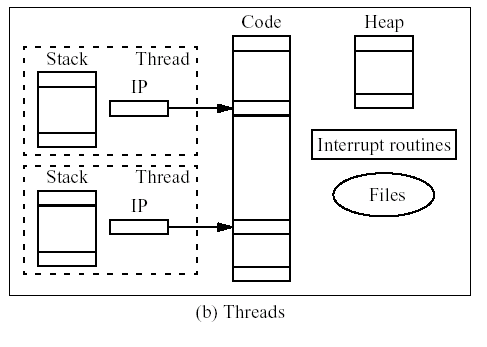 Code
Heap
Stack
Thread
IP
Interrupt routines
Stack
Thread
Files
IP
(b) Threads